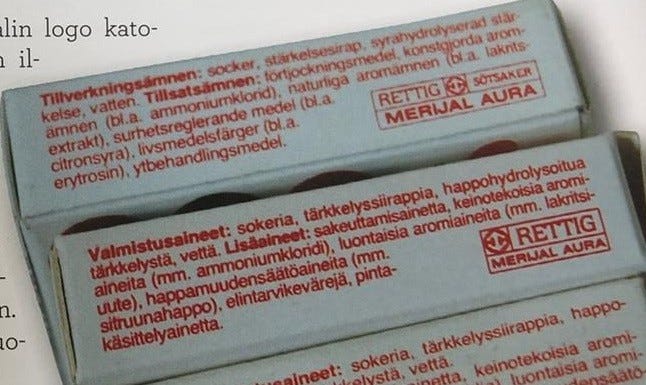 alin logo kato-
n il-
Tillverkningsämnen: socker, stärkelsesirap, syrahydrolyserad stär-
kelse, vatten. Tillsatsämnen: förtjockningsmedel, konstgjorda arom-
ämnen (bl.a. ammoniumklorid), naturliga aromämnen (bl.a. lakrits-
extrakt), surhetsreglerande medel (bl.a.
citronsyra), livsmedelsfärger (bl.a.
erytrosin), ytbehandlingsmedel.
RETTIG SÖTSAKER
MERIJAL AURA
Valmistusaineet: sokeria, tärkkelyssiirappia, happohydrolysoitua
tärkkelystä, vettä. Lisäaineet: sakeuttamisainetta, keinotekoisia aromi-
aineita (mm. ammoniumkloridi), luontaisia aromiaineita (mm. lakritsi-
uute), happamuudensäätöaineita (mm.
sitruunahappo), elintarvikevärejä, pinta-
käsittelyainetta.
RETTIG
MERIJAL AURA
n.
uo-
sokeria, tärkkelyssiirappia, happo-
tärkkelystä, vettä. keinotekoisia aromi-